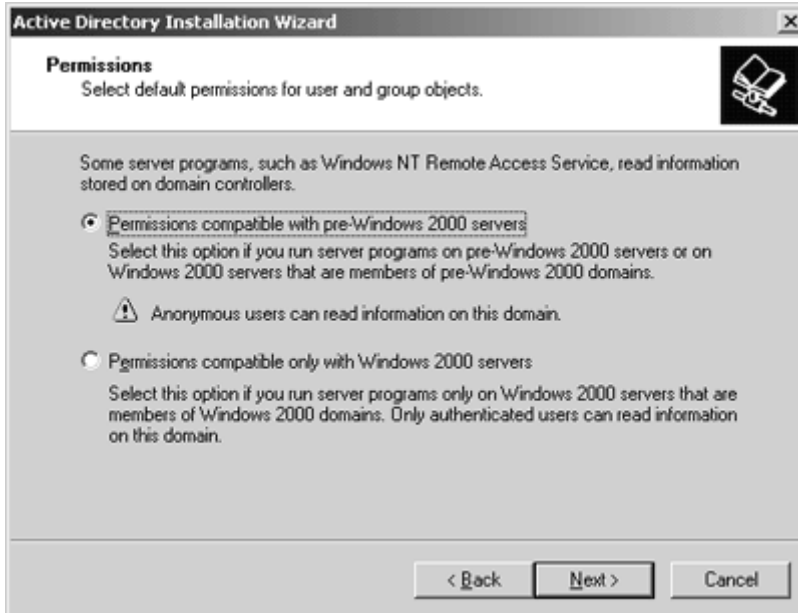 Active Directory Installation Wizard
Permissions
Select default permissions for user and group objects.
Some server programs, such as Windows NT Remote Access Service, read information
stored on domain controllers.
Permissions compatible with pre-Windows 2000 servers
Select this option if you run server programs on pre-Windows 2000 servers or on
Windows 2000 servers that are members of pre-Windows 2000 domains.
Anonymous users can read information on this domain.
Permissions compatible only with Windows 2000 servers
Select this option if you run server programs only on Windows 2000 servers that are
members of Windows 2000 domains. Only authenticated users can read information
on this domain.
< Back Next > Cancel